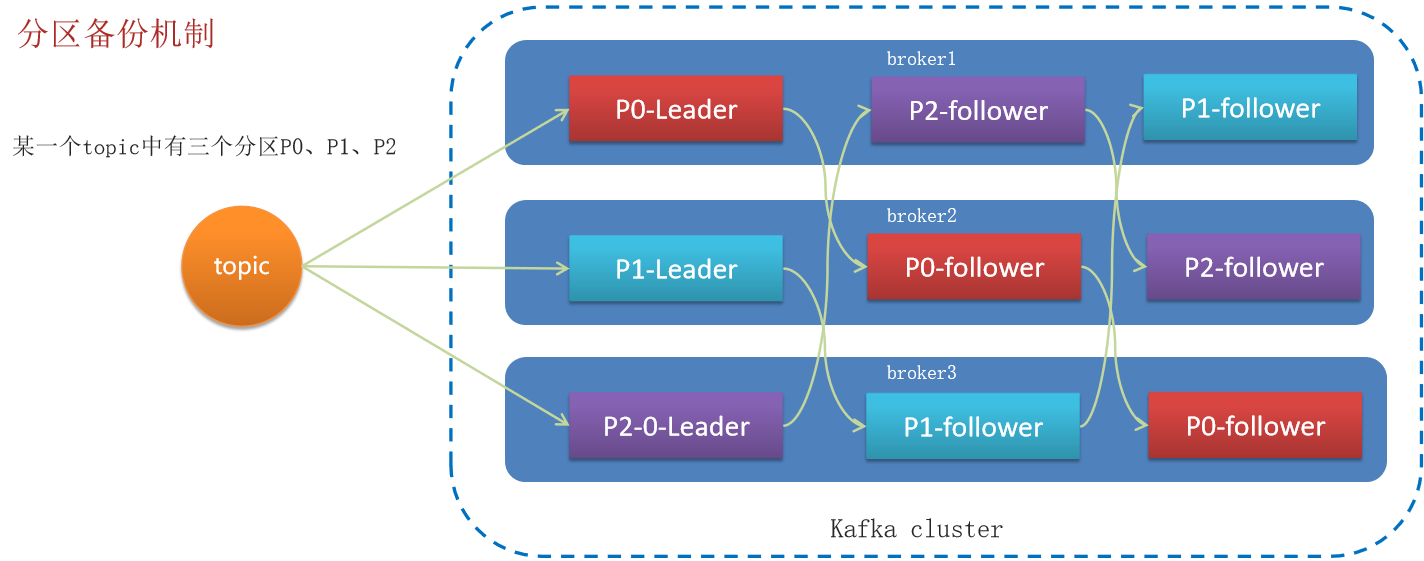 分区备份机制
某一个topic中有三个分区P0、P1、P2
topic
broker1
P0-Leader
P2-follower
P1-follower
broker2
P1-Leader
P0-follower
P2-follower
broker3
P2-0-Leader
P1-follower
P0-follower
Kafka cluster